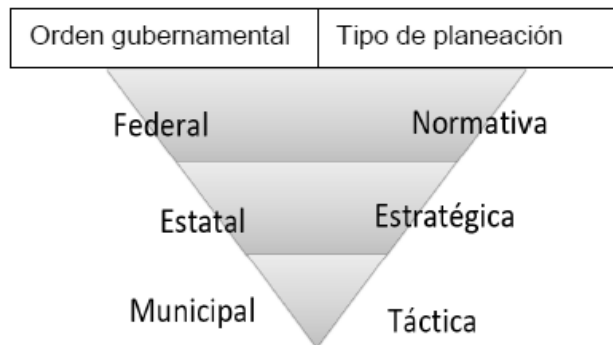 Orden gubernamental Tipo de planeación
Federal Normativa
Estatal Estratégica
Municipal Táctica